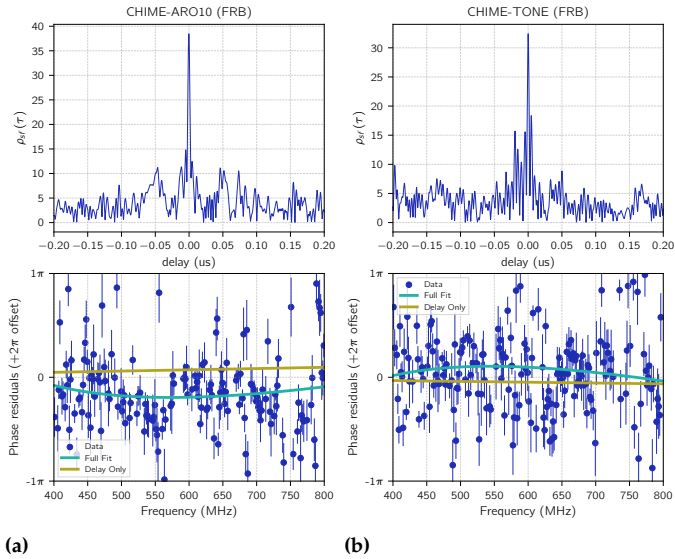 CHIME-ARO10 (FRB)
40
35
30
25
20
15
10
5
0
ρsf(τ)
−0.20 −0.15 −0.10 −0.05 0.00 0.05 0.10 0.15 0.20
delay (us)
1π
0
-1π
Phase residuals (+2π offset)
Data
Full Fit
Delay Only
400 450 500 550 600 650 700 750 800
Frequency (MHz)
(a)
CHIME-TONE (FRB)
30
25
20
15
10
5
0
ρsf(τ)
−0.20 −0.15 −0.10 −0.05 0.00 0.05 0.10 0.15 0.20
delay (us)
1π
0
-1π
Phase residuals (+2π offset)
Data
Full Fit
Delay Only
400 450 500 550 600 650 700 750 800
Frequency (MHz)
(b)